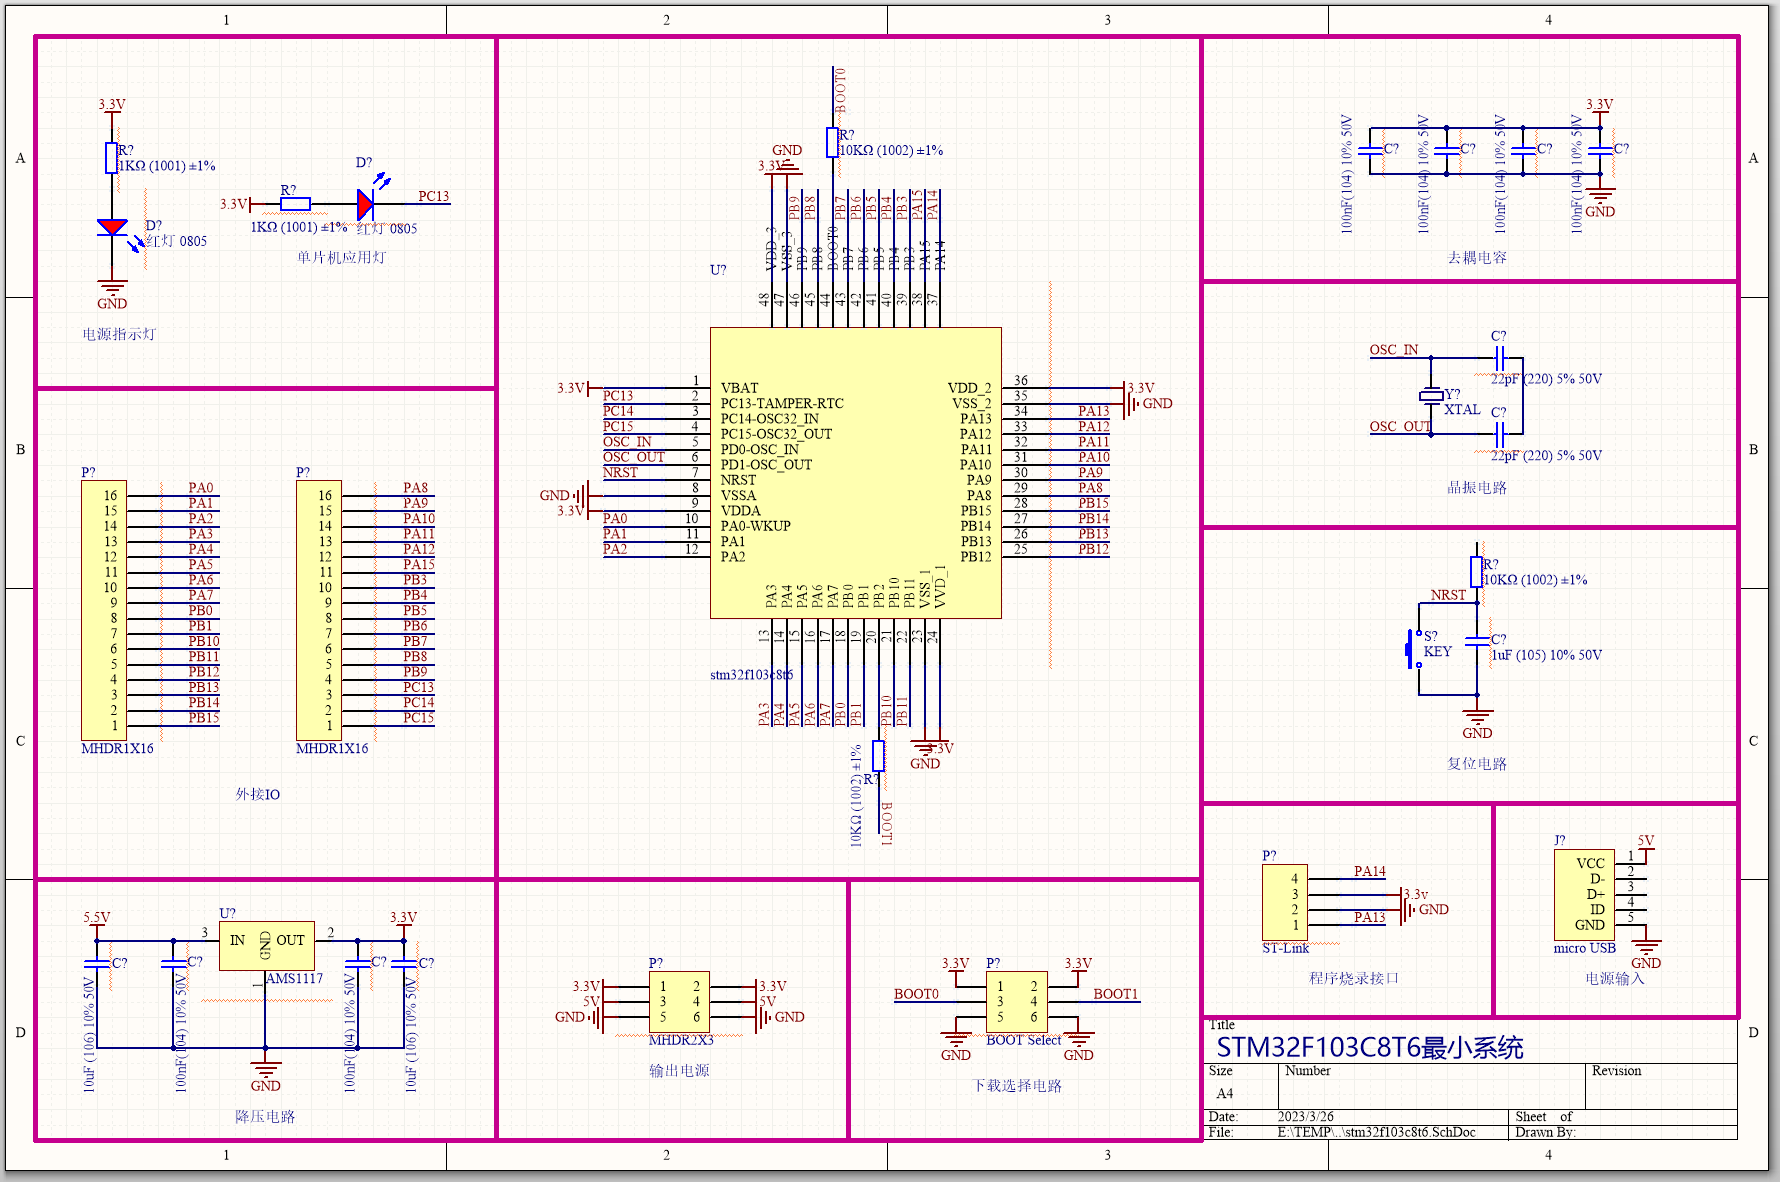 1 2 3 4
A
A
3.3V
R?
1KΩ (1001) ±1%
D?
红灯 0805
GND
电源指示灯
3.3V
R?
1KΩ (1001) ±1%
D?
红灯 0805
PC13
单片机应用灯
BOOT0
R?
10KΩ (1002) ±1%
GND
3.3V
PB9
PB8
PB7
PB6
PB5
PB4
PB3
PA15
PA14
VDD_3
VSS_3
PB9
PB8
BOOT0
PB7
PB6
PB5
PB4
PB3
PA15
PA14
48 47 46 45 44 43 42 41 40 39 38 37
U?
3.3V 1 VBAT
PC13 2 PC13-TAMPER-RTC
PC14 3 PC14-OSC32_IN
PC15 4 PC15-OSC32_OUT
OSC_IN 5 PD0-OSC_IN
OSC_OUT 6 PD1-OSC_OUT
NRST 7 NRST
GND 8 VSSA
3.3V 9 VDDA
PA0 10 PA0-WKUP
PA1 11 PA1
PA2 12 PA2
VDD_2 36 3.3V
VSS_2 35 GND
PA13 34 PA13
PA12 33 PA12
PA11 32 PA11
PA10 31 PA10
PA9 30 PA9
PA8 29 PA8
PB15 28 PB15
PB14 27 PB14
PB13 26 PB13
PB12 25 PB12
PA3
PA4
PA5
PA6
PA7
PB0
PB1
PB2
PB10
PB11
VSS_1
VVD_1
13 14 15 16 17 18 19 20 21 22 23 24
stm32f103c8t6
PA3
PA4
PA5
PA6
PA7
PB0
PB1
PB10
PB11
3.3V
GND
10KΩ (1002) ±1%
R?
BOOT1
3.3V
C?
C?
C?
C?
100nF(104) 10% 50V
100nF(104) 10% 50V
100nF(104) 10% 50V
100nF(104) 10% 50V
GND
去耦电容
B
B
OSC_IN
C?
22pF (220) 5% 50V
Y?
XTAL
OSC_OUT
C?
22pF (220) 5% 50V
晶振电路
P?
16 PA0
15 PA1
14 PA2
13 PA3
12 PA4
11 PA5
10 PA6
9 PA7
8 PB0
7 PB1
6 PB10
5 PB11
4 PB12
3 PB13
2 PB14
1 PB15
MHDR1X16
P?
16 PA8
15 PA9
14 PA10
13 PA11
12 PA12
11 PA15
10 PB3
9 PB4
8 PB5
7 PB6
6 PB7
5 PB8
4 PB9
3 PC13
2 PC14
1 PC15
MHDR1X16
外接IO
C
C
R?
10KΩ (1002) ±1%
NRST
S?
KEY
C?
1uF (105) 10% 50V
GND
复位电路
P?
4 PA14
3 3.3v
2 GND
1 PA13
ST-Link
程序烧录接口
J?
5V
VCC 1
D- 2
D+ 3
ID 4
GND 5
micro USB
GND
电源输入
D
D
5.5V
U?
3.3V
3 IN GND OUT 2
1
AMS1117
C?
C?
C?
C?
10uF (106) 10% 50V
100nF(104) 10% 50V
100nF(104) 10% 50V
10uF (106) 10% 50V
GND
降压电路
P?
3.3V 1 2 3.3V
5V 3 4 5V
GND 5 6 GND
MHDR2X3
输出电源
3.3V P? 3.3V
1 2
BOOT0 3 4 BOOT1
5 6
GND BOOT Select GND
下载选择电路
Title
STM32F103C8T6最小系统
Size Number Revision
A4
Date: 2023/3/26 Sheet of
File: E:\TEMP\..\stm32f103c8t6.SchDoc Drawn By:
1 2 3 4